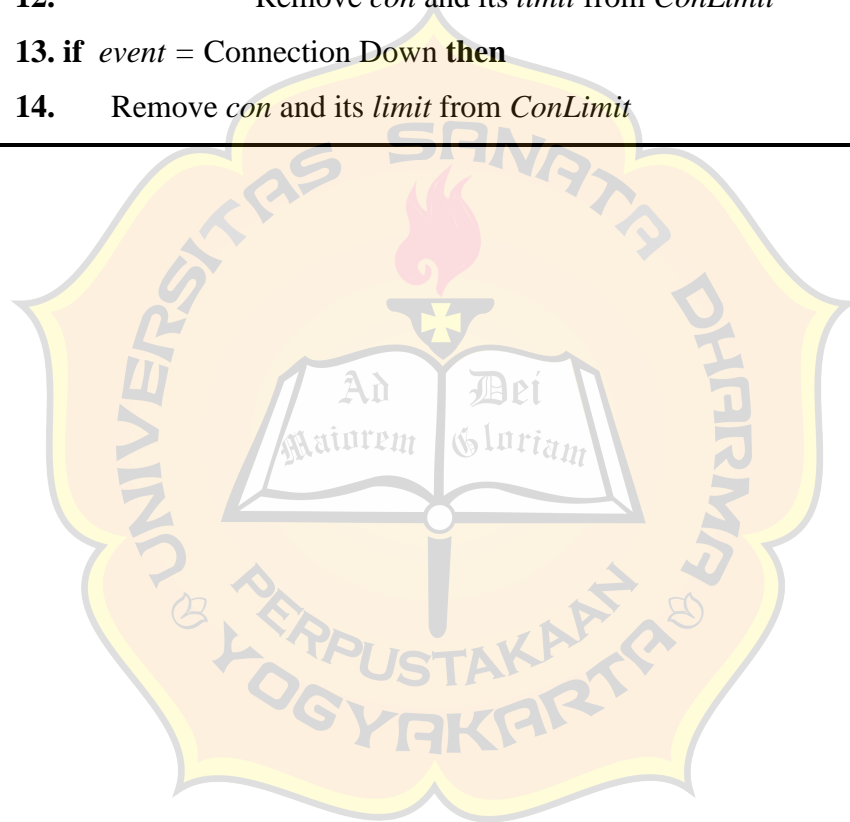 12. Remove con and its limit from ConLimit
13. if event = Connection Down then
14. Remove con and its limit from ConLimit
UNIVERSITAS SANATA DHARMA
Ad Dei
Maiorem Gloriam
PERPUSTAKAAN
YOGYAKARTA